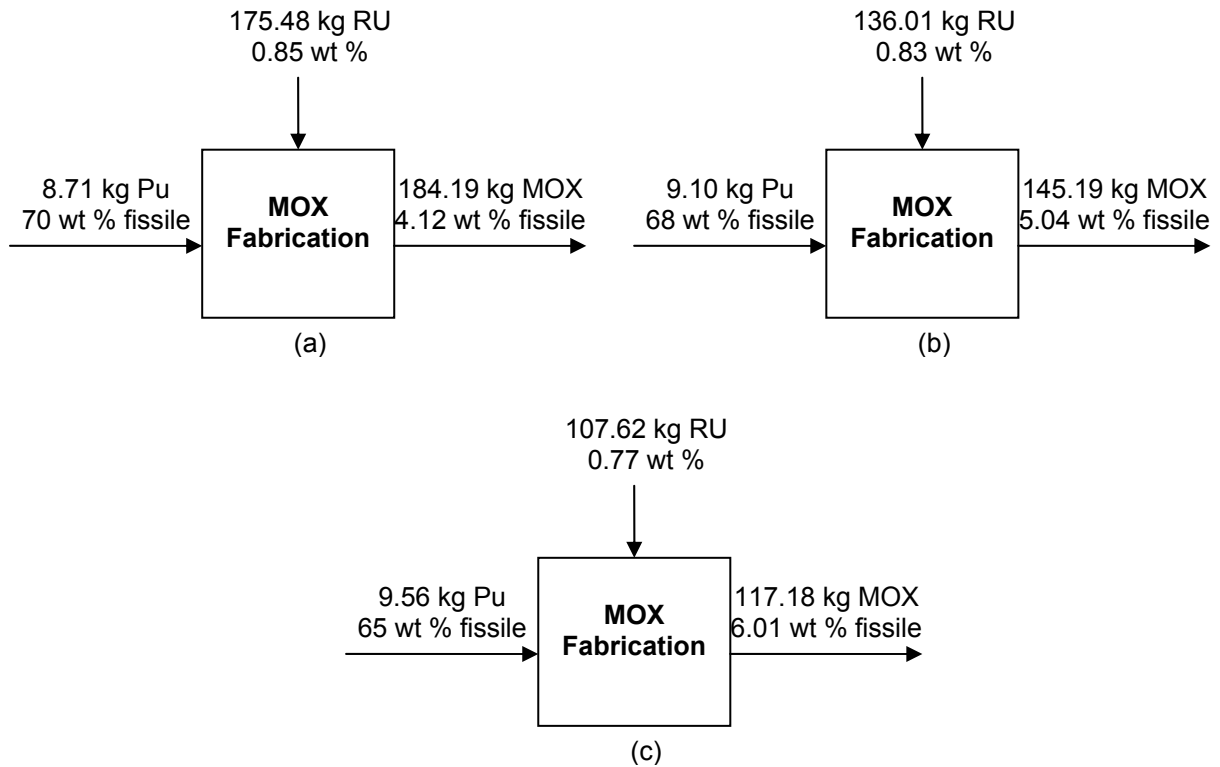 175.48 kg RU
0.85 wt %
8.71 kg Pu
70 wt % fissile
MOX
Fabrication
184.19 kg MOX
4.12 wt % fissile
(a)
136.01 kg RU
0.83 wt %
9.10 kg Pu
68 wt % fissile
MOX
Fabrication
145.19 kg MOX
5.04 wt % fissile
(b)
107.62 kg RU
0.77 wt %
9.56 kg Pu
65 wt % fissile
MOX
Fabrication
117.18 kg MOX
6.01 wt % fissile
(c)